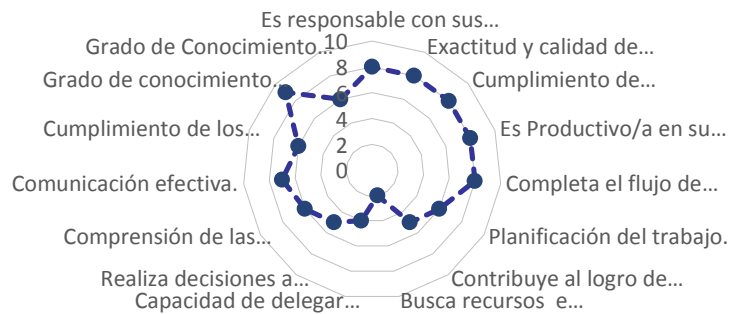 Es responsable con sus…
Exactitud y calidad de…
Cumplimiento de…
Es Productivo/a en su…
Completa el flujo de…
Planificación del trabajo.
Contribuye al logro de…
Busca recursos  e…
Capacidad de delegar…
Realiza decisiones a…
Comprensión de las…
Comunicación efectiva.
Cumplimiento de los…
Grado de conocimiento…
Grado de Conocimiento…
10
8
6
4
2
0